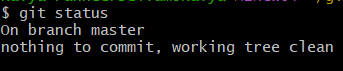 $ git status
On branch master
nothing to commit, working tree clean